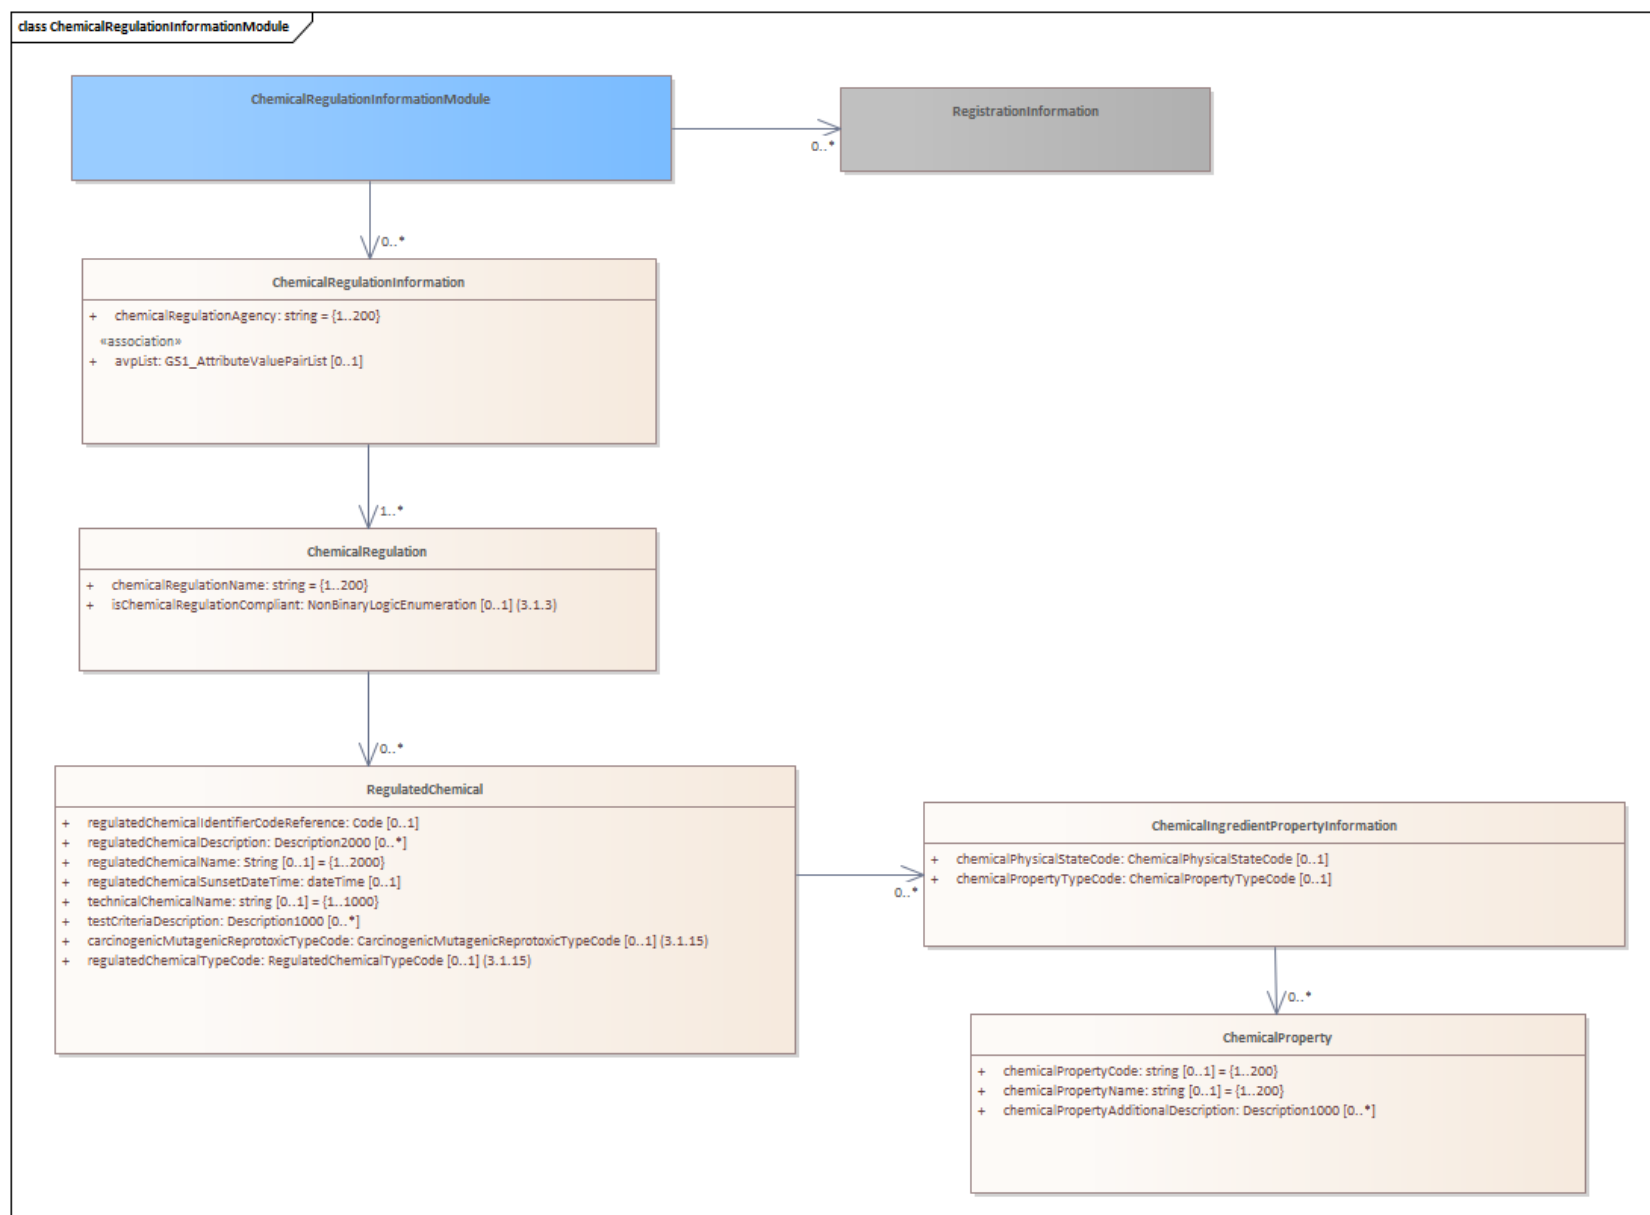 class ChemicalRegulationInformationModule
ChemicalRegulationInformationModule
RegistrationInformation
0..*
0..*
ChemicalRegulationInformation
+ chemicalRegulationAgency: string = {1..200}
«association»
+ avpList: GS1_AttributeValuePairList [0..1]
1..*
ChemicalRegulation
+ chemicalRegulationName: string = {1..200}
+ isChemicalRegulationCompliant: NonBinaryLogicEnumeration [0..1] (3.1.3)
0..*
RegulatedChemical
+ regulatedChemicalIdentifierCodeReference: Code [0..1]
+ regulatedChemicalDescription: Description2000 [0..*]
+ regulatedChemicalName: String [0..1] = {1..2000}
+ regulatedChemicalSunsetDateTime: dateTime [0..1]
+ technicalChemicalName: string [0..1] = {1..1000}
+ testCriteriaDescription: Description1000 [0..*]
+ carcinogenicMutagenicReprotoxicTypeCode: CarcinogenicMutagenicReprotoxicTypeCode [0..1] (3.1.15)
+ regulatedChemicalTypeCode: RegulatedChemicalTypeCode [0..1] (3.1.15)
0..*
ChemicalIngredientPropertyInformation
+ chemicalPhysicalStateCode: ChemicalPhysicalStateCode [0..1]
+ chemicalPropertyTypeCode: ChemicalPropertyTypeCode [0..1]
0..*
ChemicalProperty
+ chemicalPropertyCode: string [0..1] = {1..200}
+ chemicalPropertyName: string [0..1] = {1..200}
+ chemicalPropertyAdditionalDescription: Description1000 [0..*]